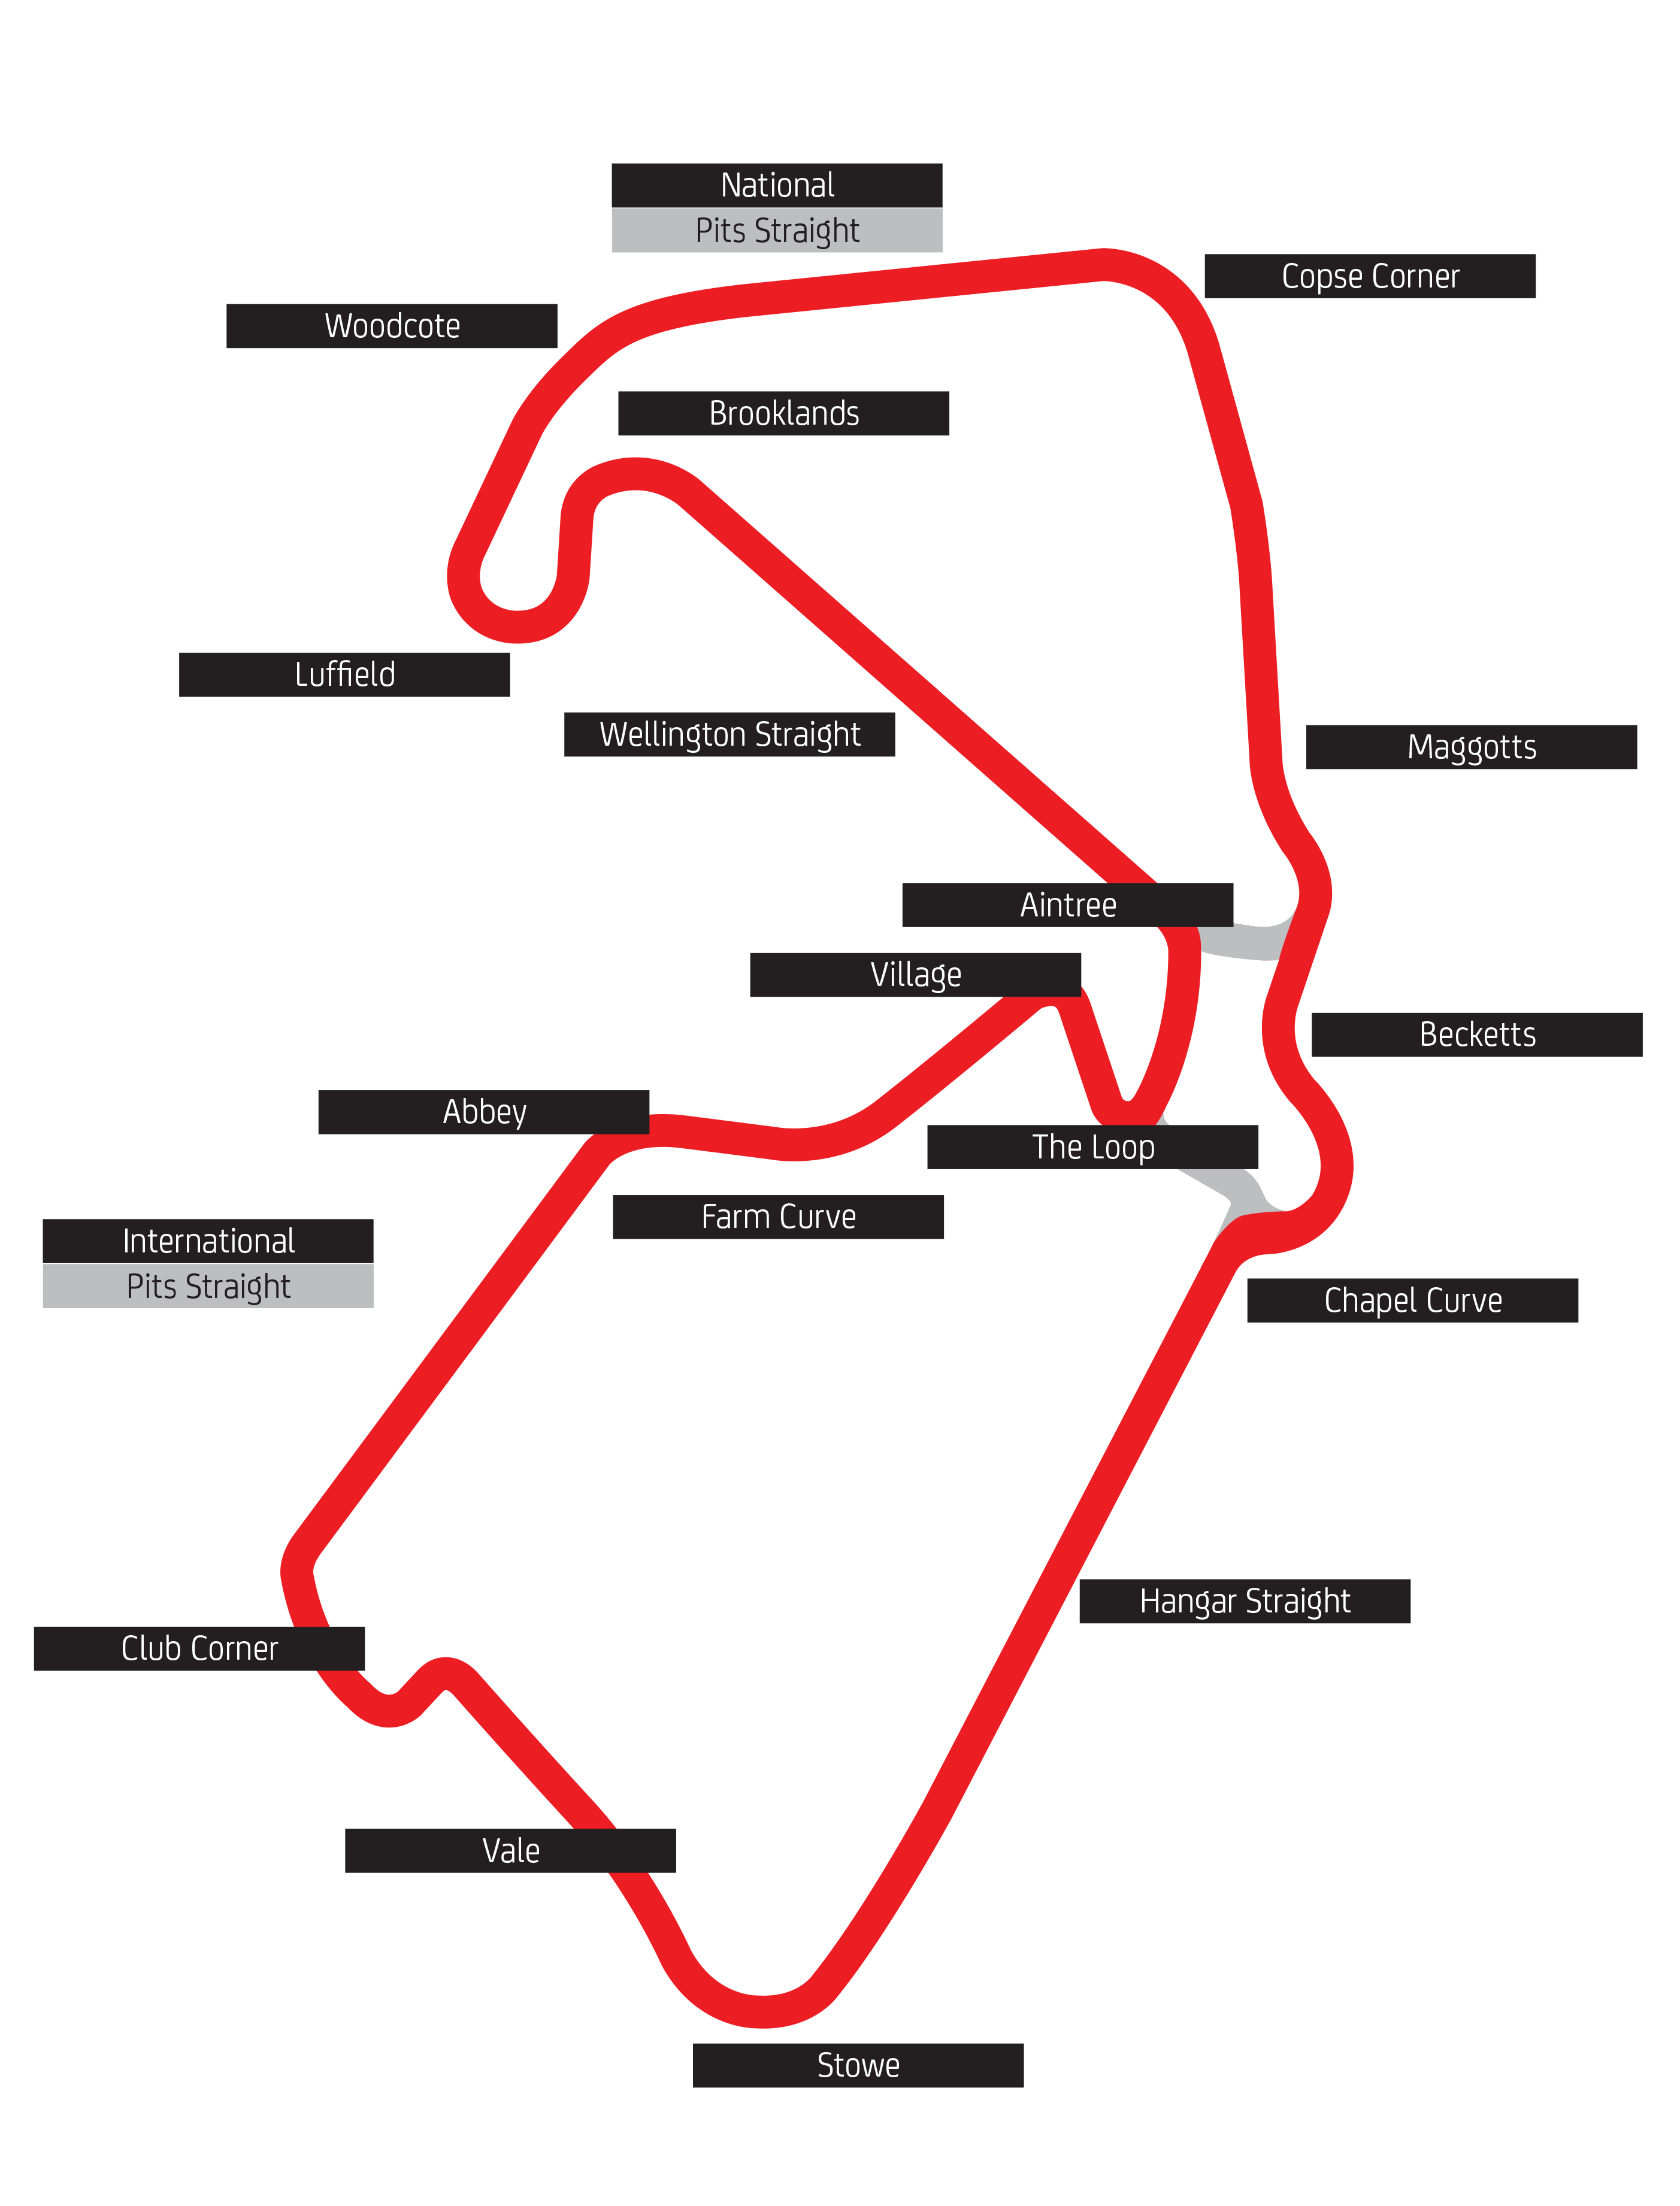 National
Pits Straight
Copse Corner
Woodcote
Brooklands
Luffield
Wellington Straight
Maggotts
Aintree
Village
Becketts
Abbey
The Loop
Farm Curve
International
Pits Straight
Chapel Curve
Hangar Straight
Club Corner
Vale
Stowe